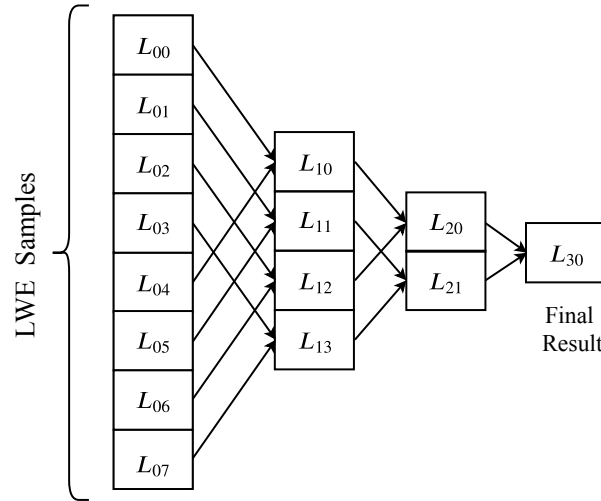 LWE Samples
L₀₀
L₀₁
L₀₂
L₀₃
L₀₄
L₀₅
L₀₆
L₀₇
L₁₀
L₁₁
L₁₂
L₁₃
L₂₀
L₂₁
L₃₀
Final
Result